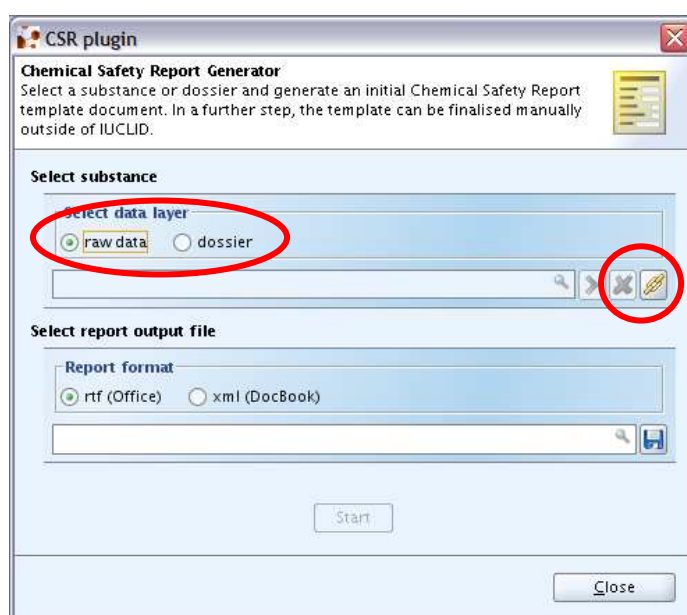 CSR plugin
Chemical Safety Report Generator
Select a substance or dossier and generate an initial Chemical Safety Report
template document. In a further step, the template can be finalised manually
outside of IUCLID.
Select substance
Select data layer
raw data dossier
Select report output file
Report format
rtf (Office) xml (DocBook)
Start
Close